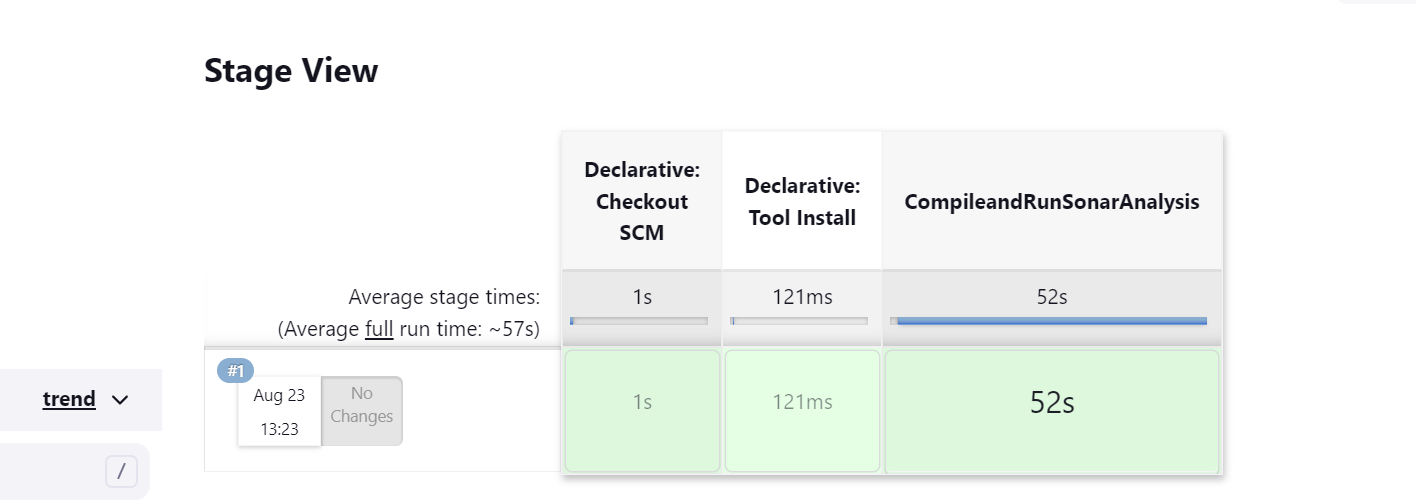 Stage View
Declarative:
Checkout
SCM
Declarative:
Tool Install
CompileandRunSonarAnalysis
Average stage times:
(Average full run time: ~57s)
1s
121ms
52s
#1
Aug 23
13:23
No
Changes
1s
121ms
52s
trend
/